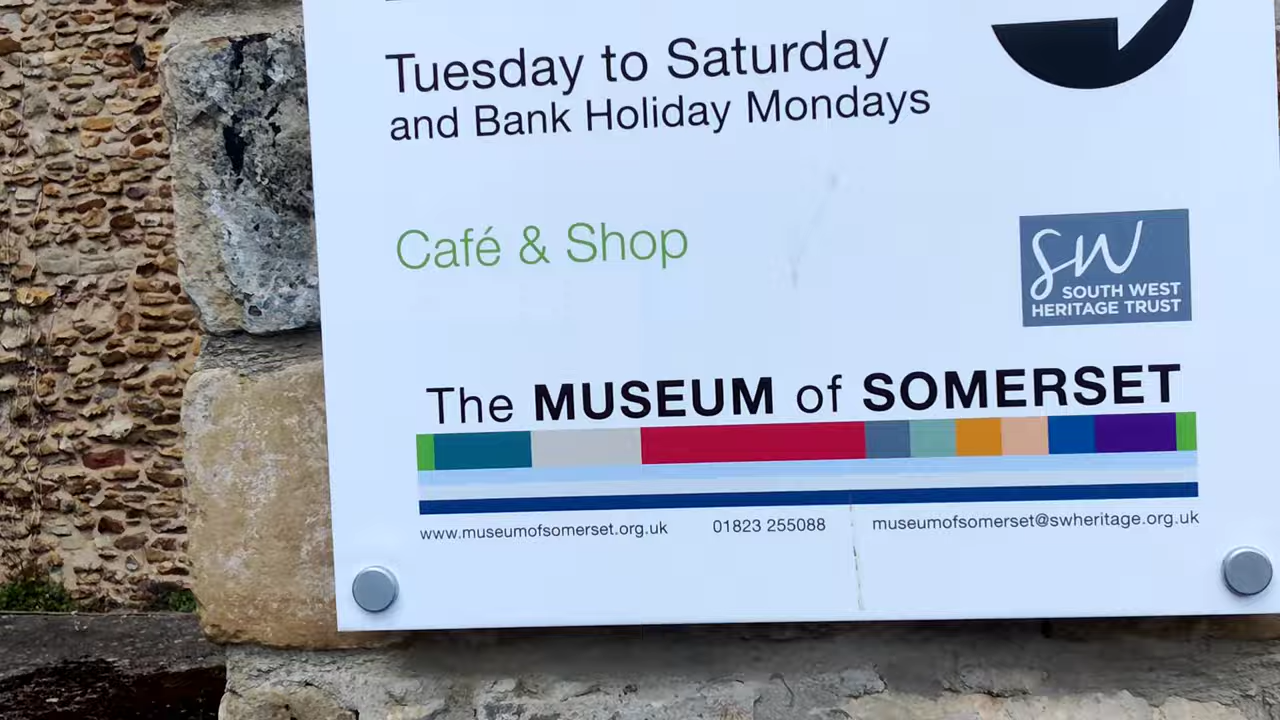 Tuesday to Saturday
and Bank Holiday Mondays
Café & Shop
SW
SOUTH WEST
HERITAGE TRUST
The MUSEUM of SOMERSET
www.museumofsomerset.org.uk 01823 255088 museumofsomerset@swheritage.org.uk